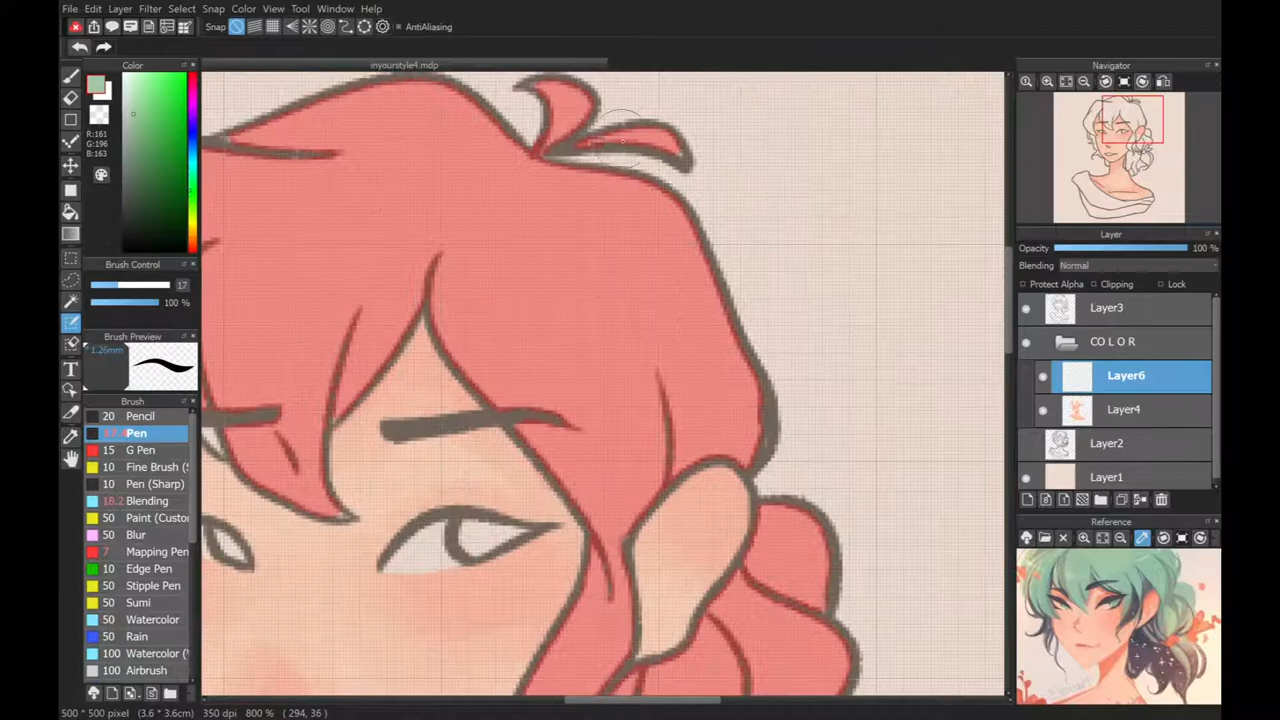 File Edit Layer Filter Select Snap Color View Tool Window Help
Snap AntiAliasing
Color
inyourstyle4.mdp
R:161
G:196
B:163
Brush Control
17
100 %
Brush Preview
1.26mm
Brush
20 Pencil
Pen
15 G Pen
10 Fine Brush (S
10 Pen (Sharp)
18.2 Blending
50 Paint (Custo
50 Blur
7 Mapping Pen
10 Edge Pen
50 Stipple Pen
50 Sumi
50 Watercolor
50 Rain
100 Watercolor (
100 Airbrush
500 * 500 pixel (3.6 * 3.6cm) 350 dpi 800 % ( 294, 36 )
Navigator
Layer
Opacity 100 %
Blending Normal
Protect Alpha Clipping Lock
Layer3
C O L O R
Layer6
Layer4
Layer2
Layer1
Reference